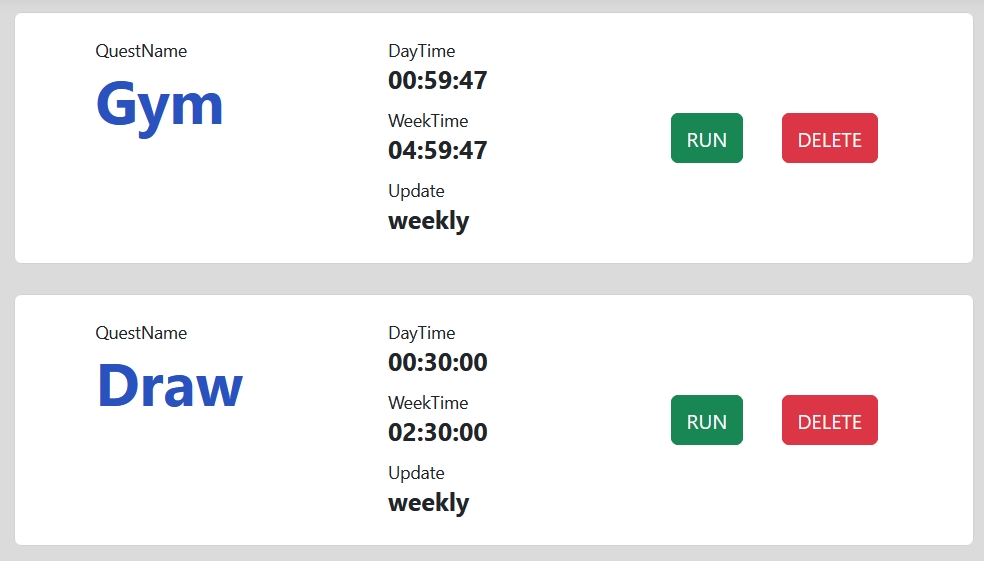 QuestName
Gym
DayTime
00:59:47
WeekTime
04:59:47
Update
weekly
RUN
DELETE
QuestName
Draw
DayTime
00:30:00
WeekTime
02:30:00
Update
weekly
RUN
DELETE